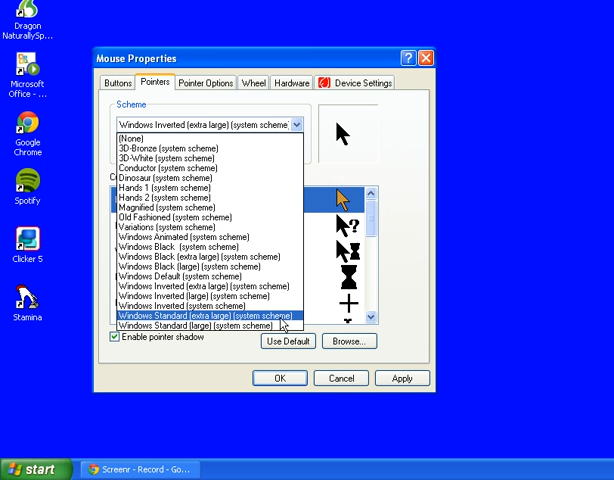 Dragon
NaturallySp...
Microsoft
Office - ...
Google
Chrome
Spotify
Clicker 5
Stamina
Mouse Properties
Buttons
Pointers
Pointer Options
Wheel
Hardware
Device Settings
Scheme
Windows Inverted (extra large) (system scheme)
(None)
3D-Bronze (system scheme)
3D-White (system scheme)
Conductor (system scheme)
Dinosaur (system scheme)
Hands 1 (system scheme)
Hands 2 (system scheme)
Magnified (system scheme)
Old Fashioned (system scheme)
Variations (system scheme)
Windows Animated (system scheme)
Windows Black (system scheme)
Windows Black (extra large) (system scheme)
Windows Black (large) (system scheme)
Windows Default (system scheme)
Windows Inverted (extra large) (system scheme)
Windows Inverted (large) (system scheme)
Windows Inverted (system scheme)
Windows Standard (extra large) (system scheme)
Windows Standard (large) (system scheme)
Enable pointer shadow
Use Default
Browse...
OK
Cancel
Apply
start
Screenr - Record - Go...